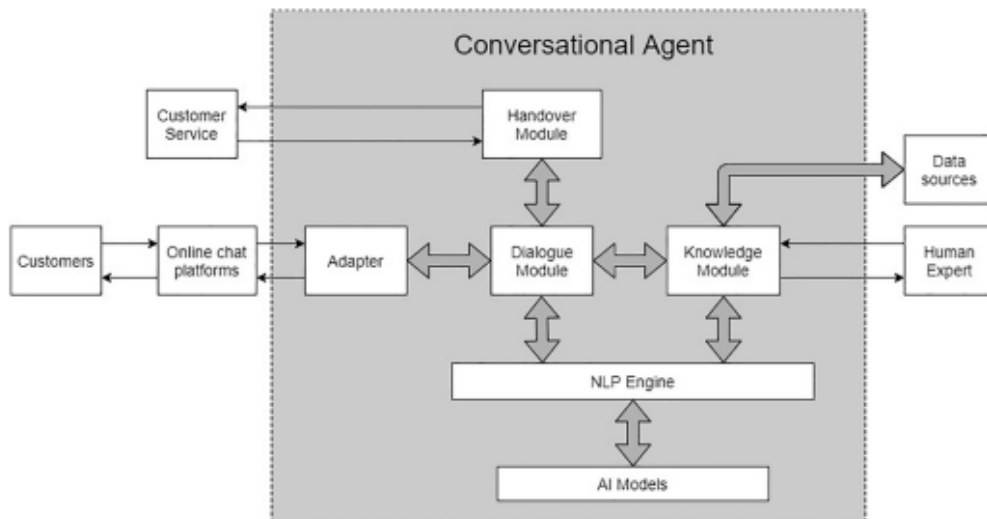 Conversational Agent
Customer
Service
Handover
Module
Data
sources
Customers
Online chat
platforms
Adapter
Dialogue
Module
Knowledge
Module
Human
Expert
NLP Engine
AI Models